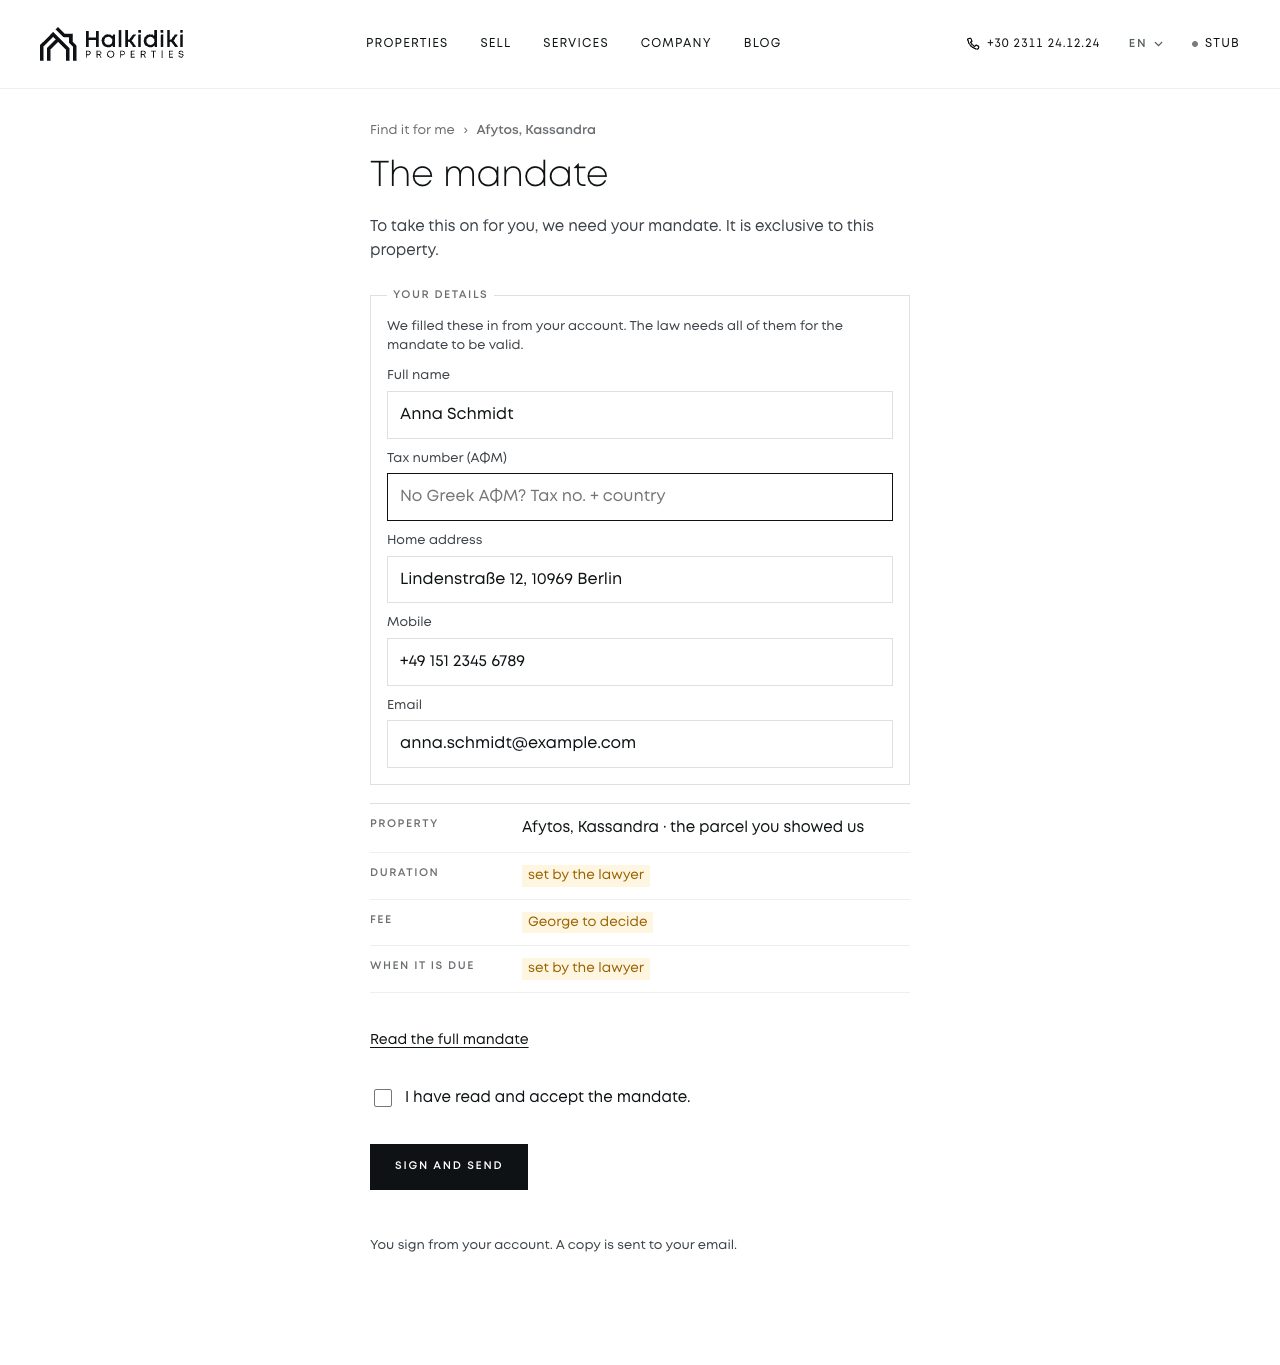 Halkidiki
PROPERTIES
PROPERTIES SELL SERVICES COMPANY BLOG
+30 2311 24.12.24 EN STUB
Find it for me › Afytos, Kassandra
The mandate
To take this on for you, we need your mandate. It is exclusive to this
property.
YOUR DETAILS
We filled these in from your account. The law needs all of them for the
mandate to be valid.
Full name
Anna Schmidt
Tax number (ΑΦΜ)
No Greek ΑΦΜ? Tax no. + country
Home address
Lindenstraße 12, 10969 Berlin
Mobile
+49 151 2345 6789
Email
anna.schmidt@example.com
PROPERTY Afytos, Kassandra · the parcel you showed us
DURATION set by the lawyer
FEE George to decide
WHEN IT IS DUE set by the lawyer
Read the full mandate
I have read and accept the mandate.
SIGN AND SEND
You sign from your account. A copy is sent to your email.